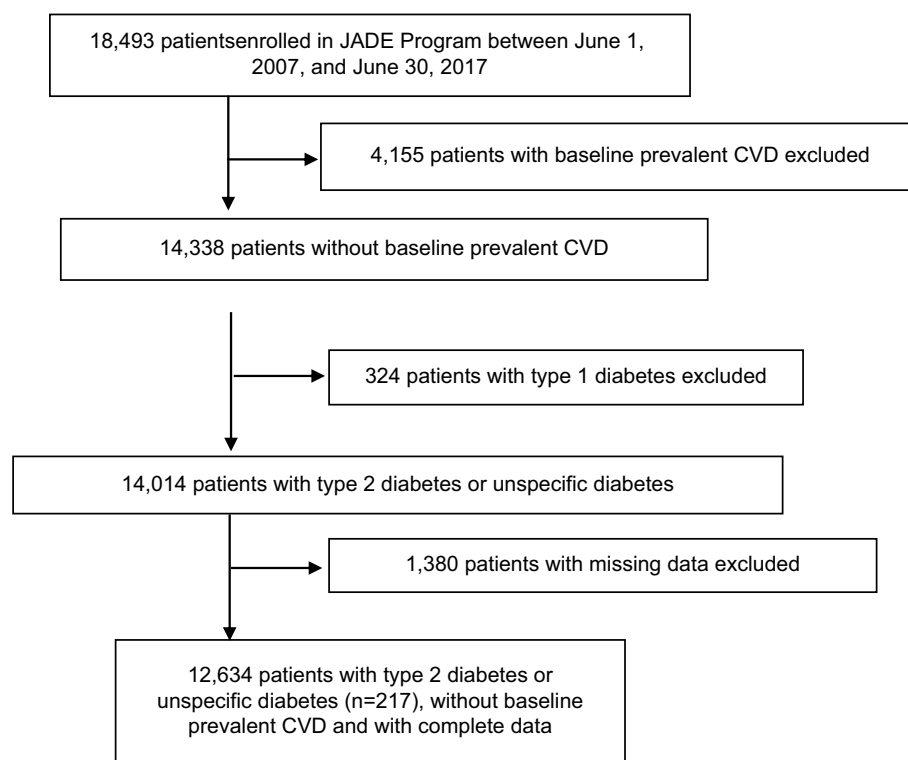 18,493 patientsenrolled in JADE Program between June 1,
2007, and June 30, 2017
4,155 patients with baseline prevalent CVD excluded
14,338 patients without baseline prevalent CVD
324 patients with type 1 diabetes excluded
14,014 patients with type 2 diabetes or unspecific diabetes
1,380 patients with missing data excluded
12,634 patients with type 2 diabetes or
unspecific diabetes (n=217), without baseline
prevalent CVD and with complete data